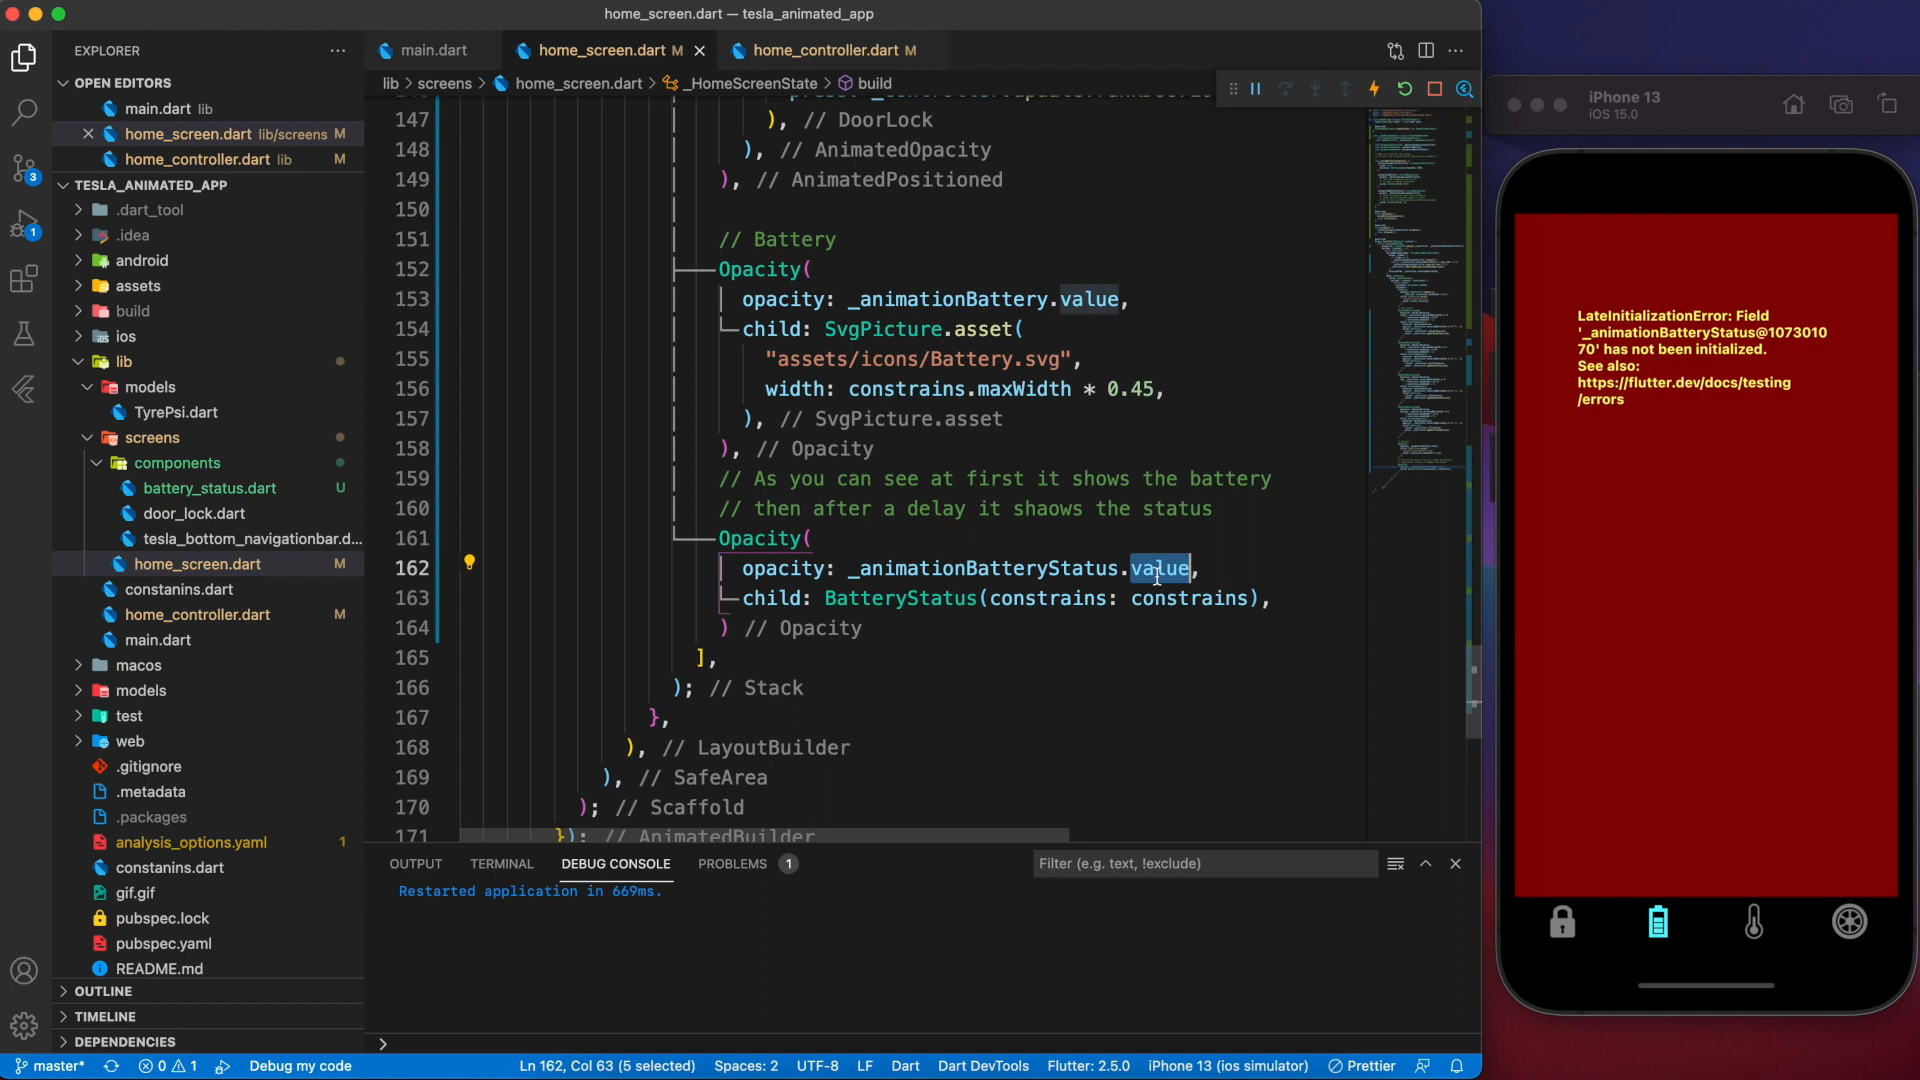 home_screen.dart — tesla_animated_app
EXPLORER
OPEN EDITORS
main.dart lib
home_screen.dart lib/screens M
home_controller.dart lib M
TESLA_ANIMATED_APP
.dart_tool
.idea
android
assets
build
ios
lib
models
TyrePsi.dart
screens
components
battery_status.dart U
door_lock.dart
tesla_bottom_navigationbar.d...
home_screen.dart M
constanins.dart
home_controller.dart M
main.dart
macos
models
test
web
.gitignore
.metadata
.packages
analysis_options.yaml 1
constanins.dart
gif.gif
pubspec.lock
pubspec.yaml
README.md
OUTLINE
TIMELINE
DEPENDENCIES
3
1
main.dart
home_screen.dart M
home_controller.dart M
lib > screens > home_screen.dart > _HomeScreenState > build
147 ), // DoorLock
148 ), // AnimatedOpacity
149 ), // AnimatedPositioned
150
151 // Battery
152 Opacity(
153 opacity: _animationBattery.value,
154 child: SvgPicture.asset(
155 "assets/icons/Battery.svg",
156 width: constrains.maxWidth * 0.45,
157 ), // SvgPicture.asset
158 ), // Opacity
159 // As you can see at first it shows the battery
160 // then after a delay it shaows the status
161 Opacity(
162 opacity: _animationBatteryStatus.value,
163 child: BatteryStatus(constrains: constrains),
164 ) // Opacity
165 ],
166 ); // Stack
167 },
168 ), // LayoutBuilder
169 ), // SafeArea
170 ); // Scaffold
171 }); // AnimatedBuilder
OUTPUT TERMINAL DEBUG CONSOLE PROBLEMS 1
Filter (e.g. text, !exclude)
Restarted application in 669ms.
>
master* 0 1 Debug my code Ln 162, Col 63 (5 selected) Spaces: 2 UTF-8 LF Dart Dart DevTools Flutter: 2.5.0 iPhone 13 (ios simulator) Prettier
iPhone 13
iOS 15.0
LateInitializationError: Field
'_animationBatteryStatus@1073010
70' has not been initialized.
See also:
https://flutter.dev/docs/testing
/errors